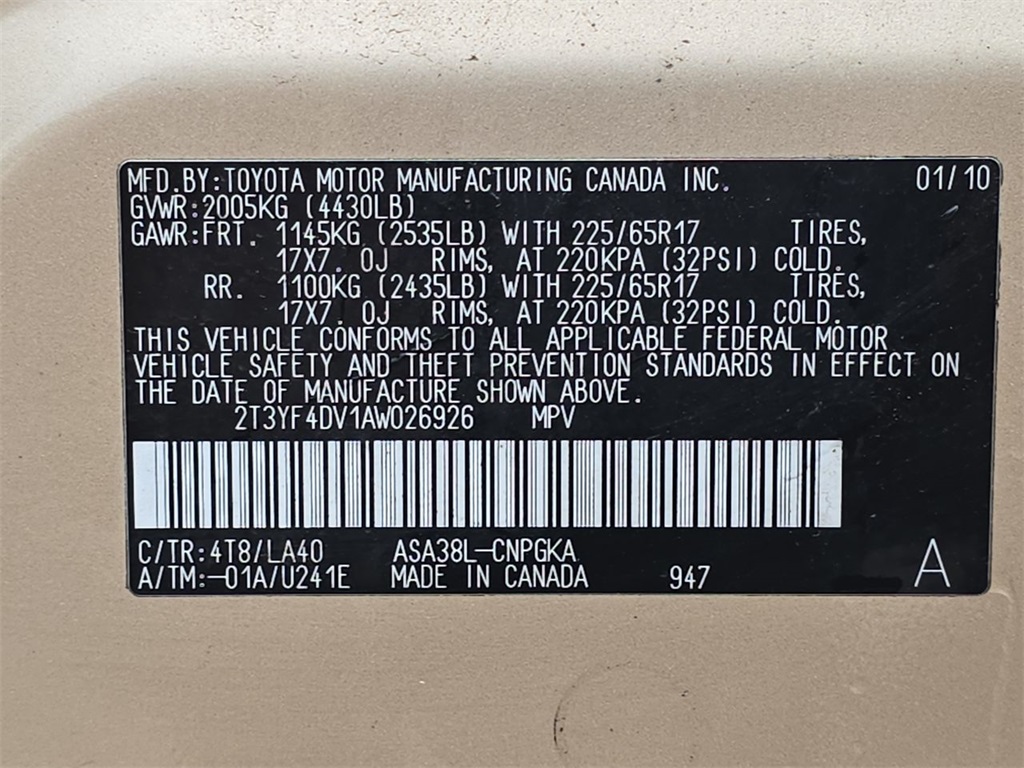 MFD.BY:TOYOTA MOTOR MANUFACTURING CANADA INC. 01/10
GVWR:2005KG (4430LB)
GAWR:FRT. 1145KG (2535LB) WITH 225/65R17 TIRES,
17X7. 0J RIMS, AT 220KPA (32PSI) COLD.
RR. 1100KG (2435LB) WITH 225/65R17 TIRES,
17X7. 0J RIMS, AT 220KPA (32PSI) COLD.
THIS VEHICLE CONFORMS TO ALL APPLICABLE FEDERAL MOTOR
VEHICLE SAFETY AND THEFT PREVENTION STANDARDS IN EFFECT ON
THE DATE OF MANUFACTURE SHOWN ABOVE.
2T3YF4DV1AW026926 MPV
C/TR:4T8/LA40 ASA38L-CNPGKA
A/TM:-01A/U241E MADE IN CANADA 947 A